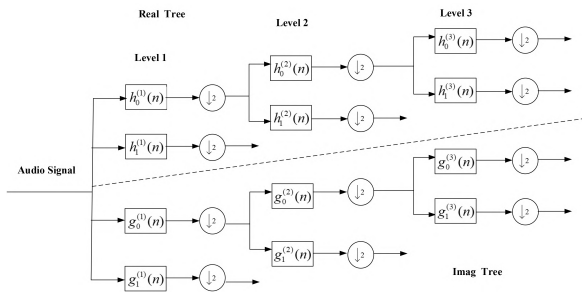 Real Tree
Level 1
Level 2
Level 3
h₀⁽¹⁾(n) ↓2
h₀⁽²⁾(n) ↓2
h₀⁽³⁾(n) ↓2
h₁⁽³⁾(n) ↓2
h₁⁽²⁾(n) ↓2
h₁⁽¹⁾(n) ↓2
Audio Signal
g₀⁽¹⁾(n) ↓2
g₀⁽²⁾(n) ↓2
g₀⁽³⁾(n) ↓2
g₁⁽³⁾(n) ↓2
g₁⁽²⁾(n) ↓2
g₁⁽¹⁾(n) ↓2
Imag Tree